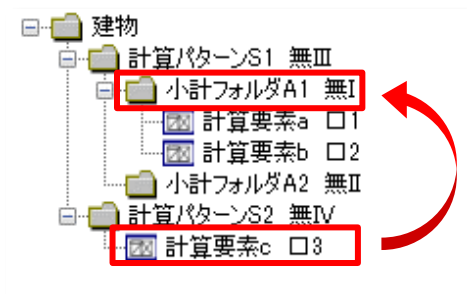 建物
計算パターンS1 無Ⅲ
小計フォルダA1 無Ⅰ
計算要素a ロ1
計算要素b ロ2
小計フォルダA2 無Ⅱ
計算パターンS2 無Ⅳ
計算要素c ロ3